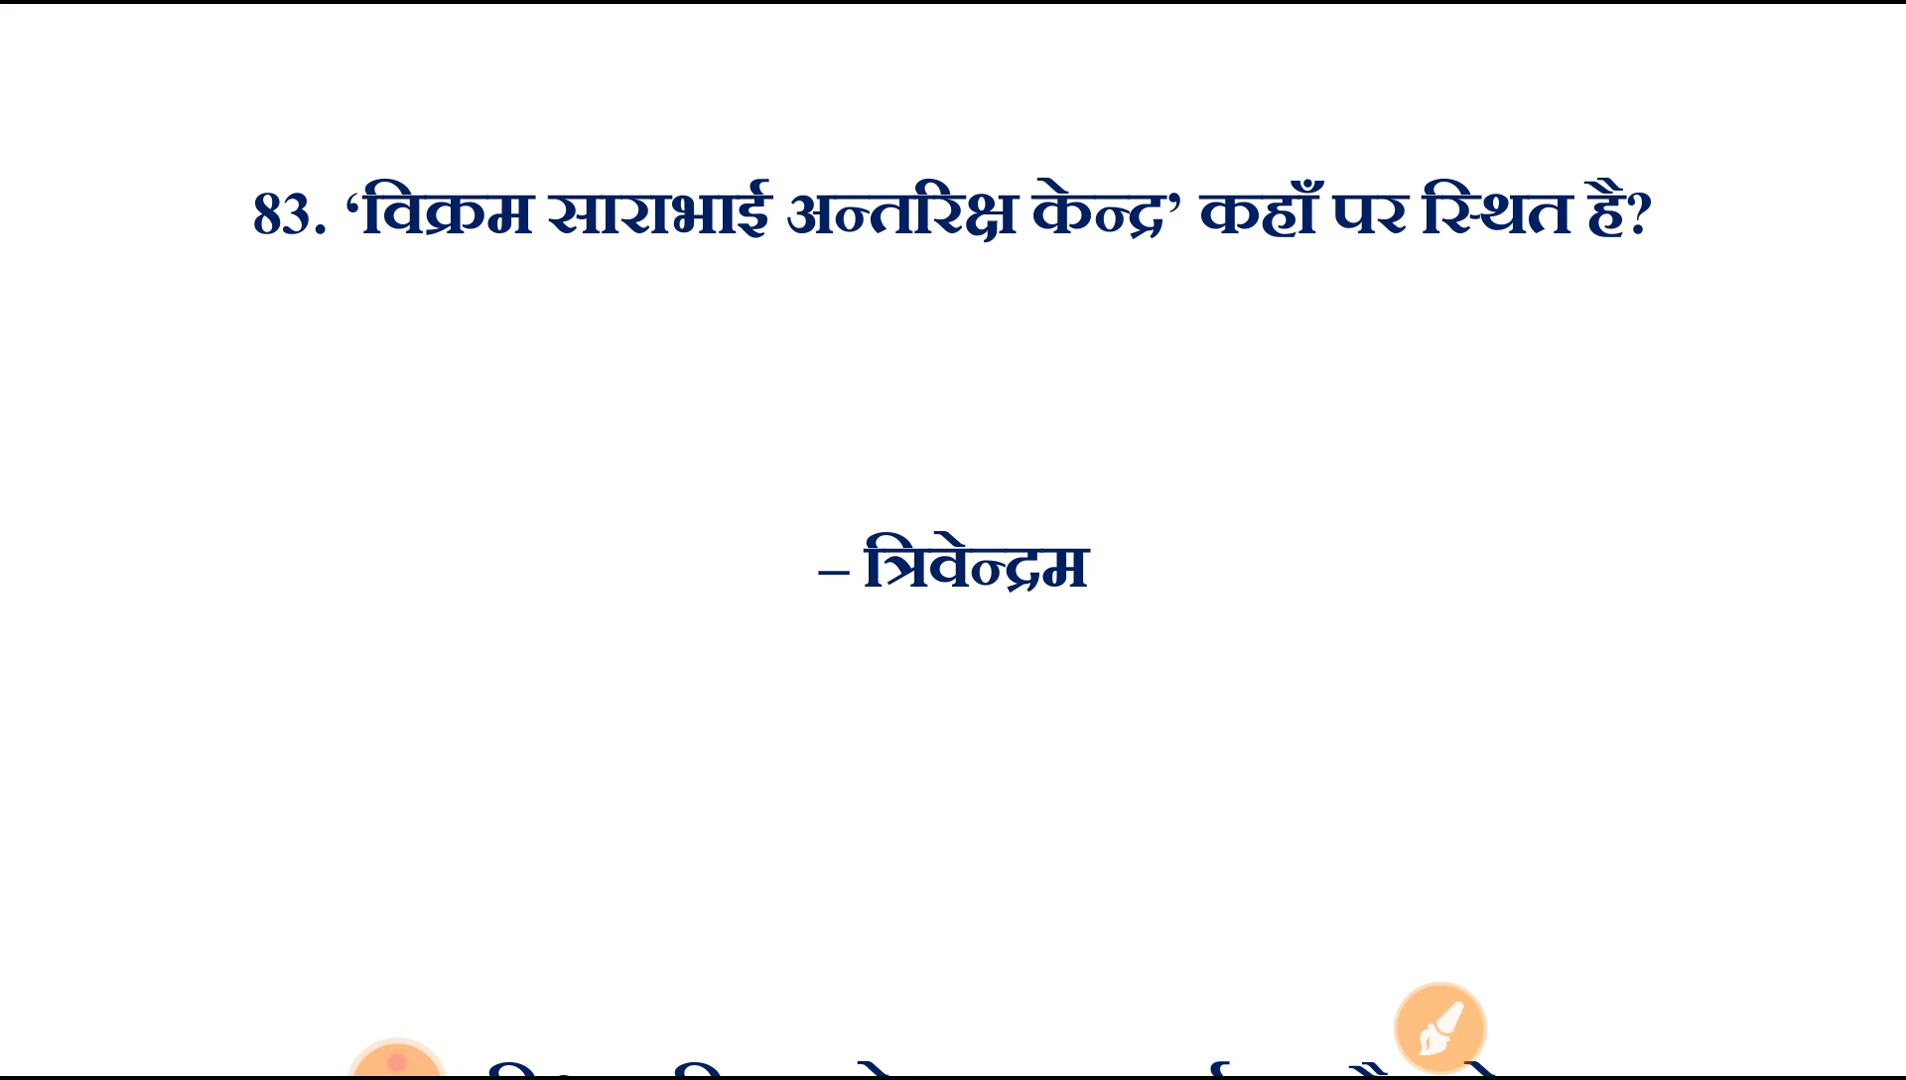 83. ‘विक्रम साराभाई अन्तरिक्ष केन्द्र’ कहाँ पर स्थित है?
– त्रिवेन्द्रम